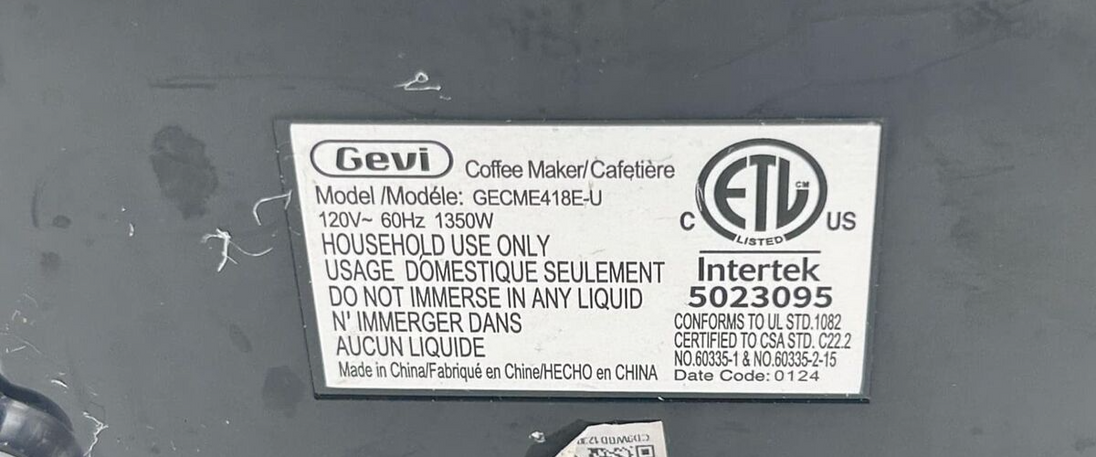 Gevi Coffee Maker/Cafetière
Model /Modéle: GECME418E-U
120V~ 60Hz 1350W
HOUSEHOLD USE ONLY
USAGE DOMESTIQUE SEULEMENT
DO NOT IMMERSE IN ANY LIQUID
N' IMMERGER DANS
AUCUN LIQUIDE
Made in China/Fabriqué en Chine/HECHO en CHINA
C ETL CM US
LISTED
Intertek
5023095
CONFORMS TO UL STD.1082
CERTIFIED TO CSA STD. C22.2
NO.60335-1 & NO.60335-2-15
Date Code: 0124